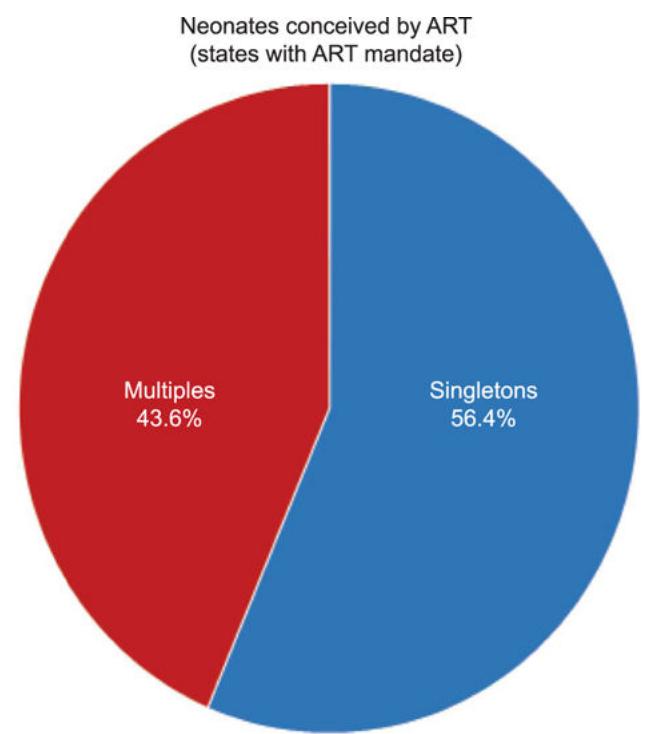 Neonates conceived by ART
(states with ART mandate)
Multiples
43.6%
Singletons
56.4%